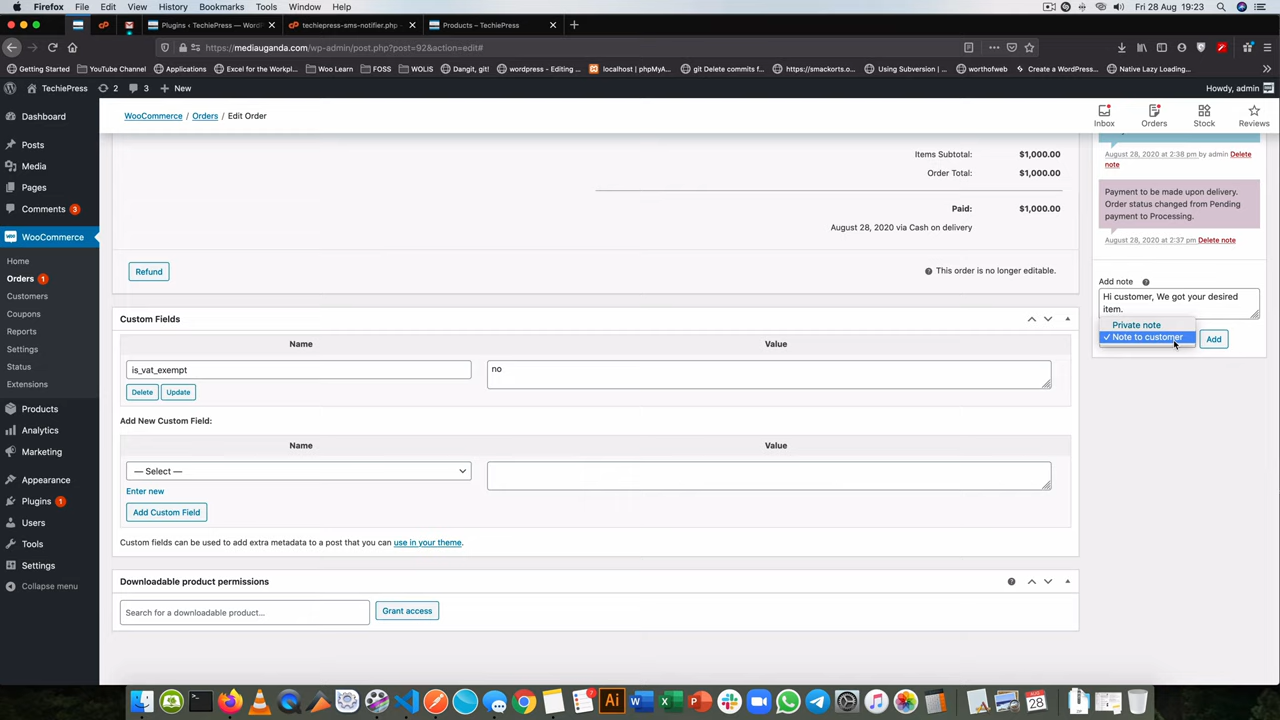 Firefox File Edit View History Bookmarks Tools Window Help
Fri 28 Aug 19:23
Plugins ‹ TechiePress — WordP
techiepress-sms-notifier.php –
Products – TechiePress
https://mediauganda.com/wp-admin/post.php?post=92&action=edit#
Getting Started YouTube Channel Applications Excel for the Workpl... Woo Learn FOSS WOLIS Dangit, git! wordpress - Editing ... localhost | phpMyA... git Delete commits f... https://smackorts.c... Using Subversion | ... worthofweb Create a WordPress... Native Lazy Loading...
TechiePress 2 3 + New
Howdy, admin
Dashboard
Posts
Media
Pages
Comments 3
WooCommerce
Home
Orders 1
Customers
Coupons
Reports
Settings
Status
Extensions
Products
Analytics
Marketing
Appearance
Plugins 1
Users
Tools
Settings
Collapse menu
WooCommerce / Orders / Edit Order
Inbox Orders Stock Reviews
Items Subtotal: $1,000.00
Order Total: $1,000.00
Paid: $1,000.00
August 28, 2020 via Cash on delivery
Refund
This order is no longer editable.
Custom Fields
Name Value
is_vat_exempt no
Delete Update
Add New Custom Field:
Name Value
— Select —
Enter new
Add Custom Field
Custom fields can be used to add extra metadata to a post that you can use in your theme.
Downloadable product permissions
Search for a downloadable product…
Grant access
August 28, 2020 at 2:38 pm by admin Delete
note
Payment to be made upon delivery.
Order status changed from Pending
payment to Processing.
August 28, 2020 at 2:37 pm Delete note
Add note
Hi customer, We got your desired
item.
Private note
✓ Note to customer
Add